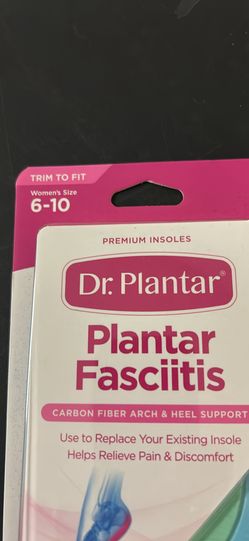 TRIM TO FIT
Women's Size
6-10
PREMIUM INSOLES
Dr. Plantar®
Plantar
Fasciitis
CARBON FIBER ARCH & HEEL SUPPORT
Use to Replace Your Existing Insole
Helps Relieve Pain & Discomfort